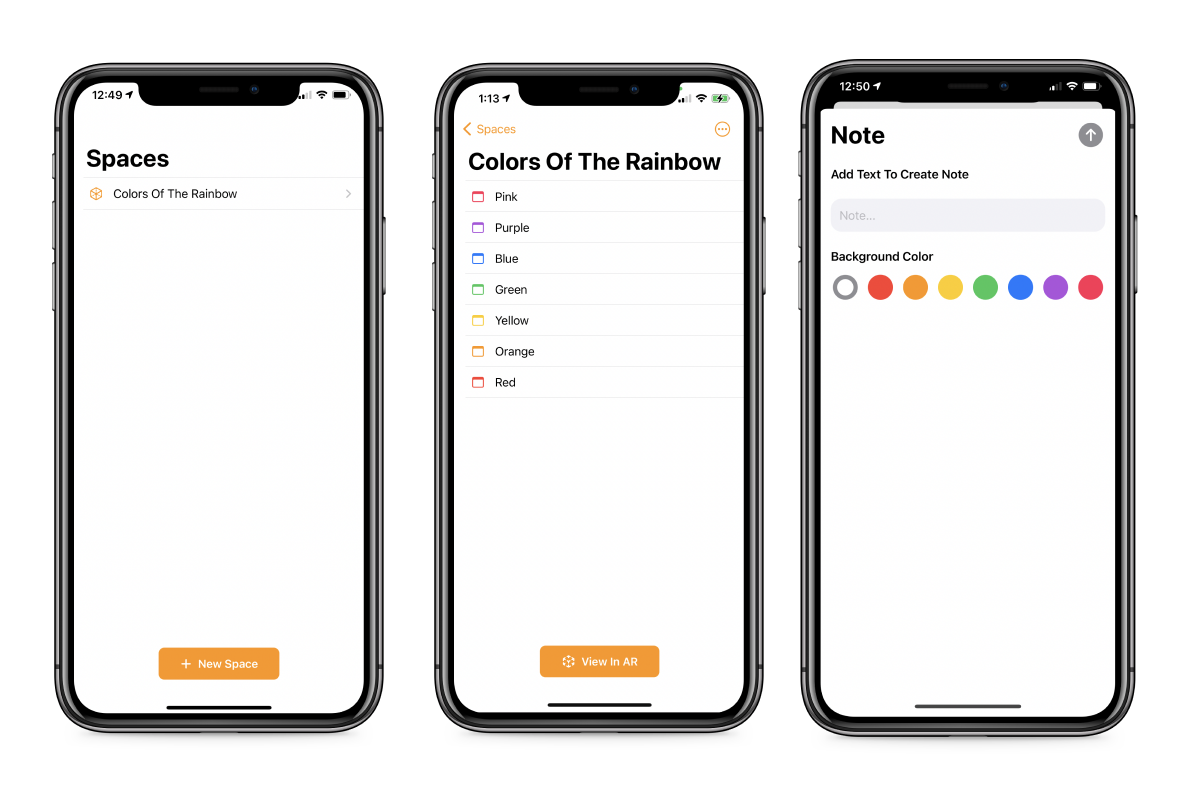 12:49
Spaces
Colors Of The Rainbow
+ New Space
1:13
Spaces
Colors Of The Rainbow
Pink
Purple
Blue
Green
Yellow
Orange
Red
View In AR
12:50
Note
Add Text To Create Note
Note...
Background Color